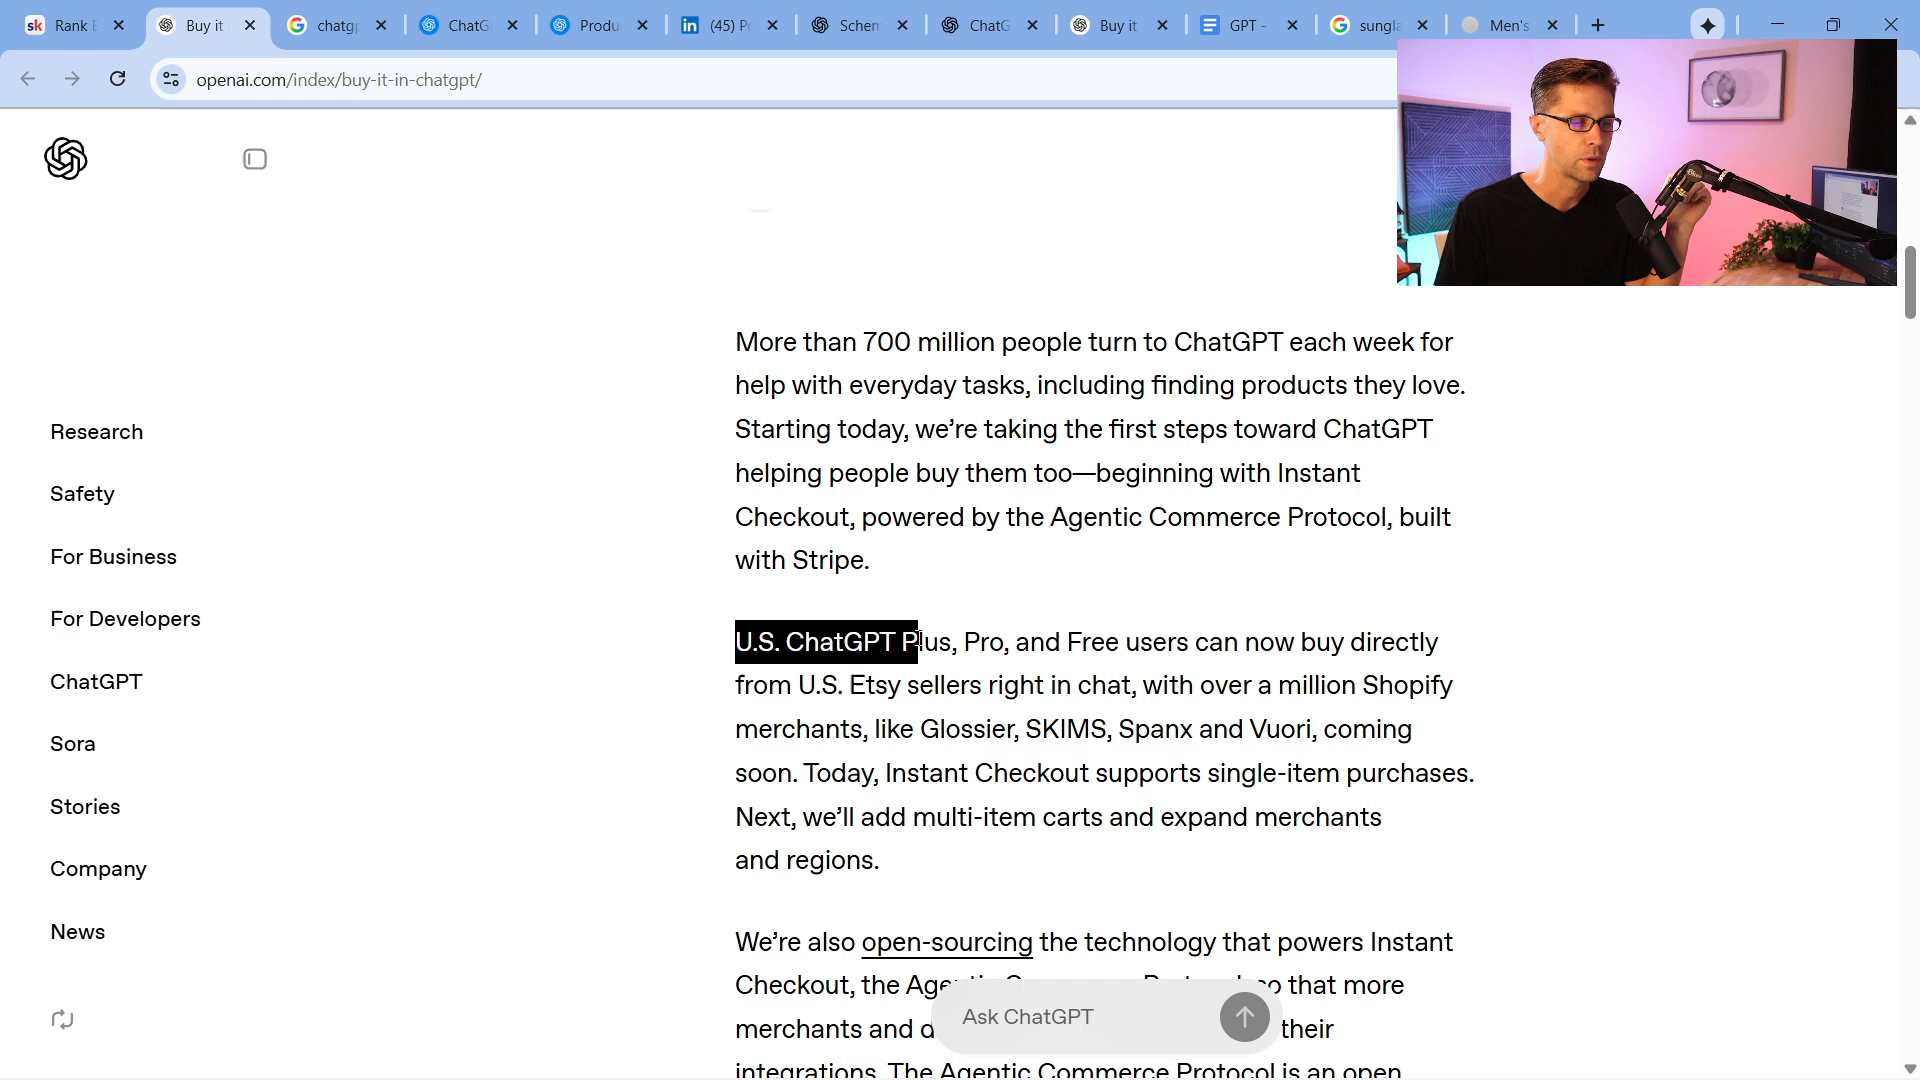 sk Rank E
Buy it
chatgp
ChatG
Produ
in (45) Po
Schem
ChatG
Buy it
GPT -
sungla
Men's
openai.com/index/buy-it-in-chatgpt/
Research
Safety
For Business
For Developers
ChatGPT
Sora
Stories
Company
News
More than 700 million people turn to ChatGPT each week for
help with everyday tasks, including finding products they love.
Starting today, we’re taking the first steps toward ChatGPT
helping people buy them too—beginning with Instant
Checkout, powered by the Agentic Commerce Protocol, built
with Stripe.
U.S. ChatGPT Plus, Pro, and Free users can now buy directly
from U.S. Etsy sellers right in chat, with over a million Shopify
merchants, like Glossier, SKIMS, Spanx and Vuori, coming
soon. Today, Instant Checkout supports single-item purchases.
Next, we’ll add multi-item carts and expand merchants
and regions.
We’re also open-sourcing the technology that powers Instant
Checkout, the Agentic Commerce Protocol, so that more
merchants and d their
integrations. The Agentic Commerce Protocol is an open
Ask ChatGPT